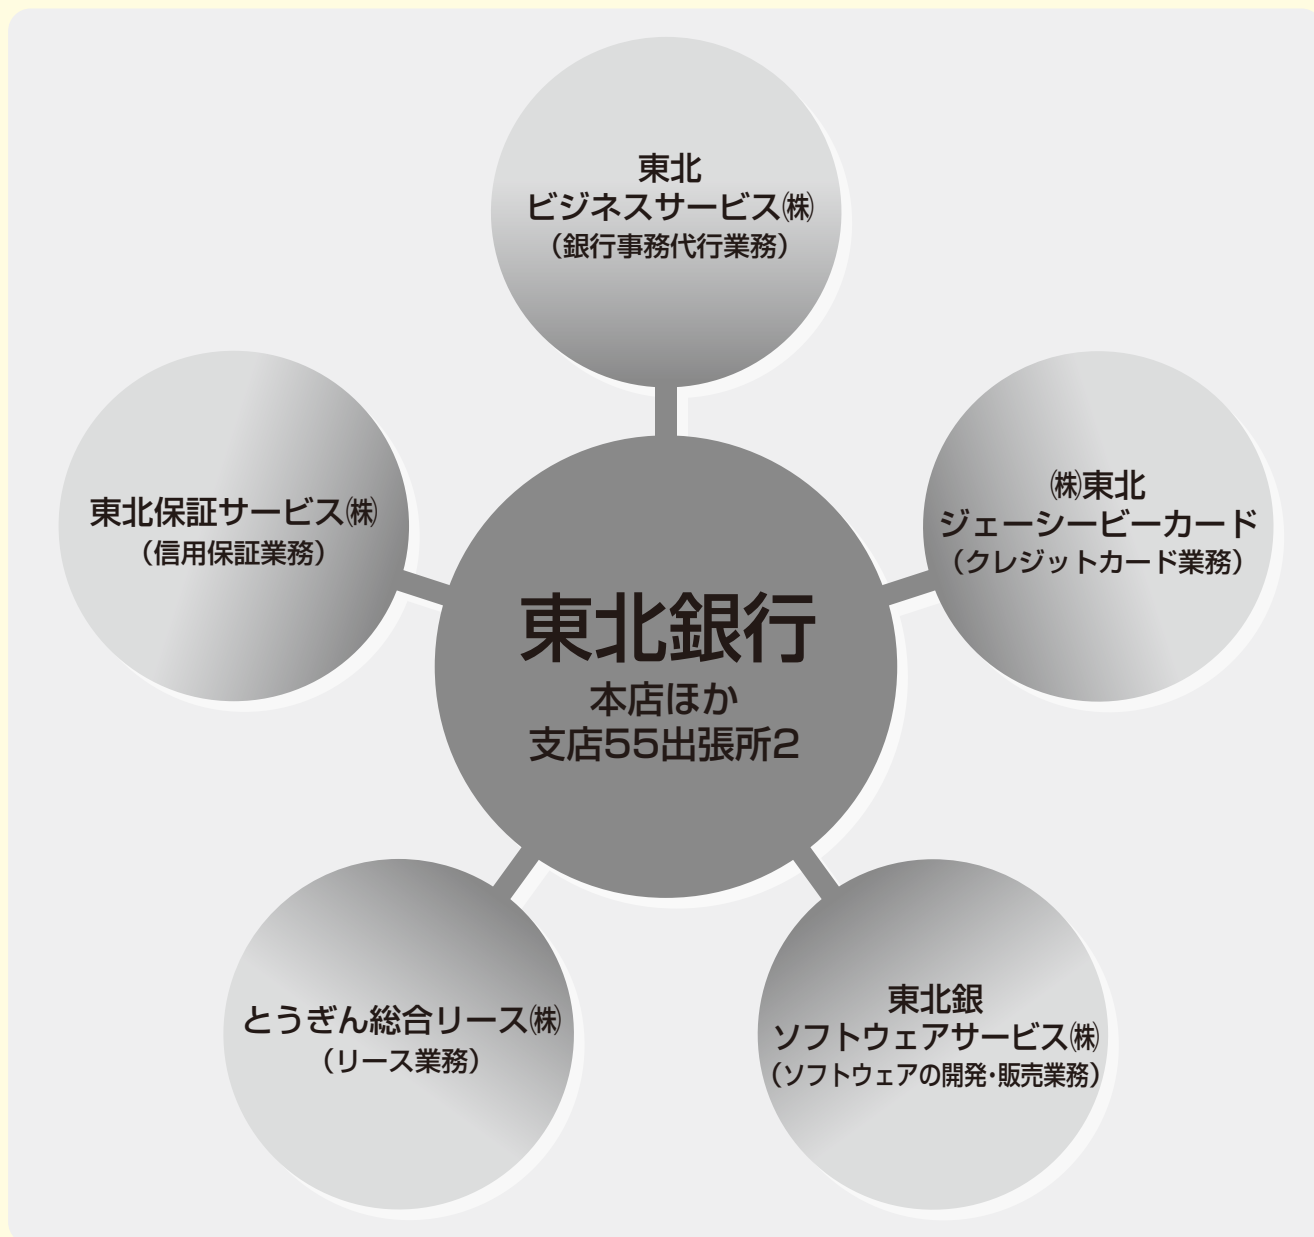 東北
ビジネスサービス㈱
（銀行事務代行業務）
東北保証サービス㈱
（信用保証業務）
㈱東北
ジェーシービーカード
（クレジットカード業務）
東北銀行
本店ほか
支店55出張所2
とうぎん総合リース㈱
（リース業務）
東北銀
ソフトウェアサービス㈱
（ソフトウェアの開発・販売業務）